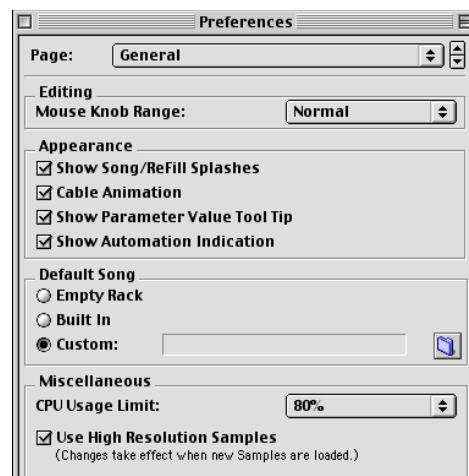 Preferences
Page: General
Editing
Mouse Knob Range: Normal
Appearance
Show Song/ReFill Splashes
Cable Animation
Show Parameter Value Tool Tip
Show Automation Indication
Default Song
Empty Rack
Built In
Custom:
Miscellaneous
CPU Usage Limit: 80%
Use High Resolution Samples
(Changes take effect when new Samples are loaded.)